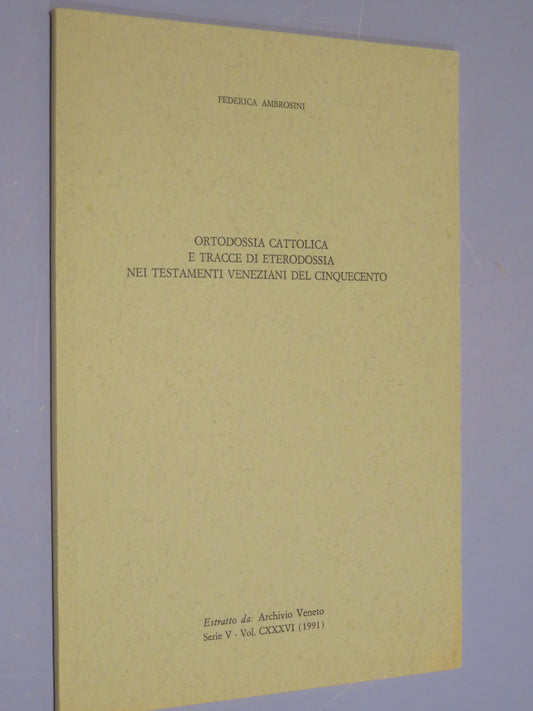 FEDERICA AMBROSINI
ORTODOSSIA CATTOLICA
E TRACCE DI ETERODOSSIA
NEI TESTAMENTI VENEZIANI DEL CINQUECENTO
Estratto da: Archivio Veneto
Serie V - Vol. CXXXVI (1991)